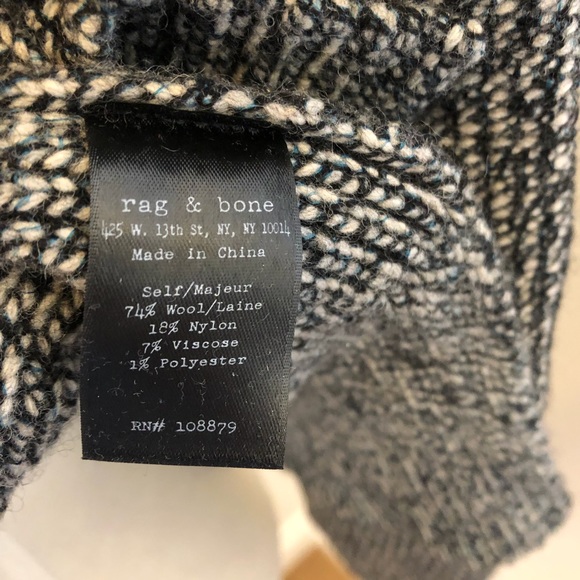 rag & bone
425 W. 13th St, NY, NY 10014
Made in China
Self/Majeur
74% Wool/Laine
18% Nylon
7% Viscose
1% Polyester
RN# 108879